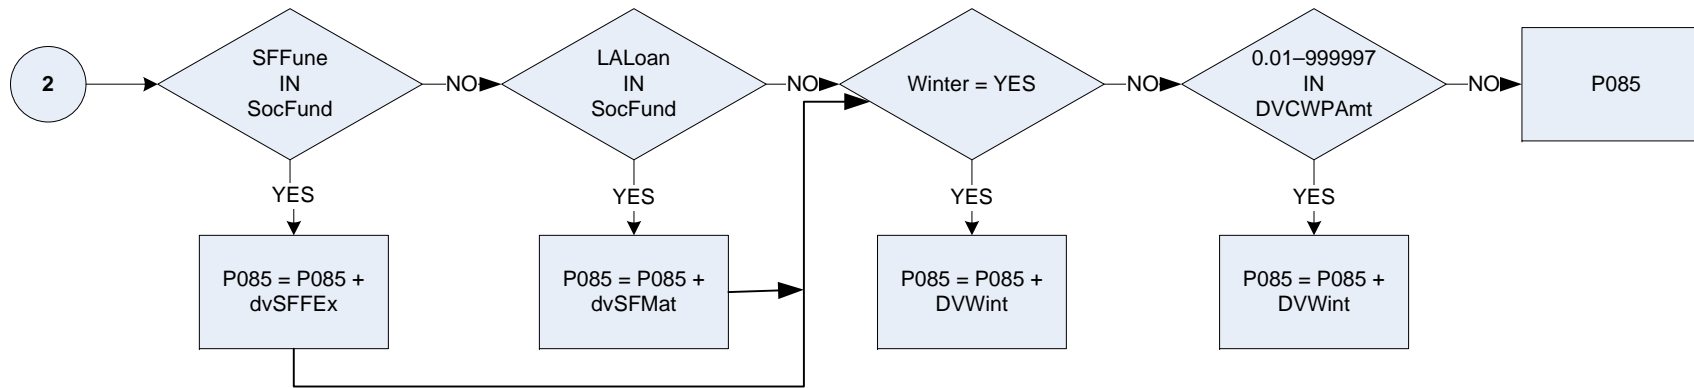 2
SFFune
IN
SocFund
NO
LALoan
IN
SocFund
NO
Winter = YES
NO
0.01–999997
IN
DVCWPAmt
NO
P085
YES
YES
YES
YES
P085 = P085 +
dvSFFEx
P085 = P085 +
dvSFMat
P085 = P085 +
DVWint
P085 = P085 +
DVWint